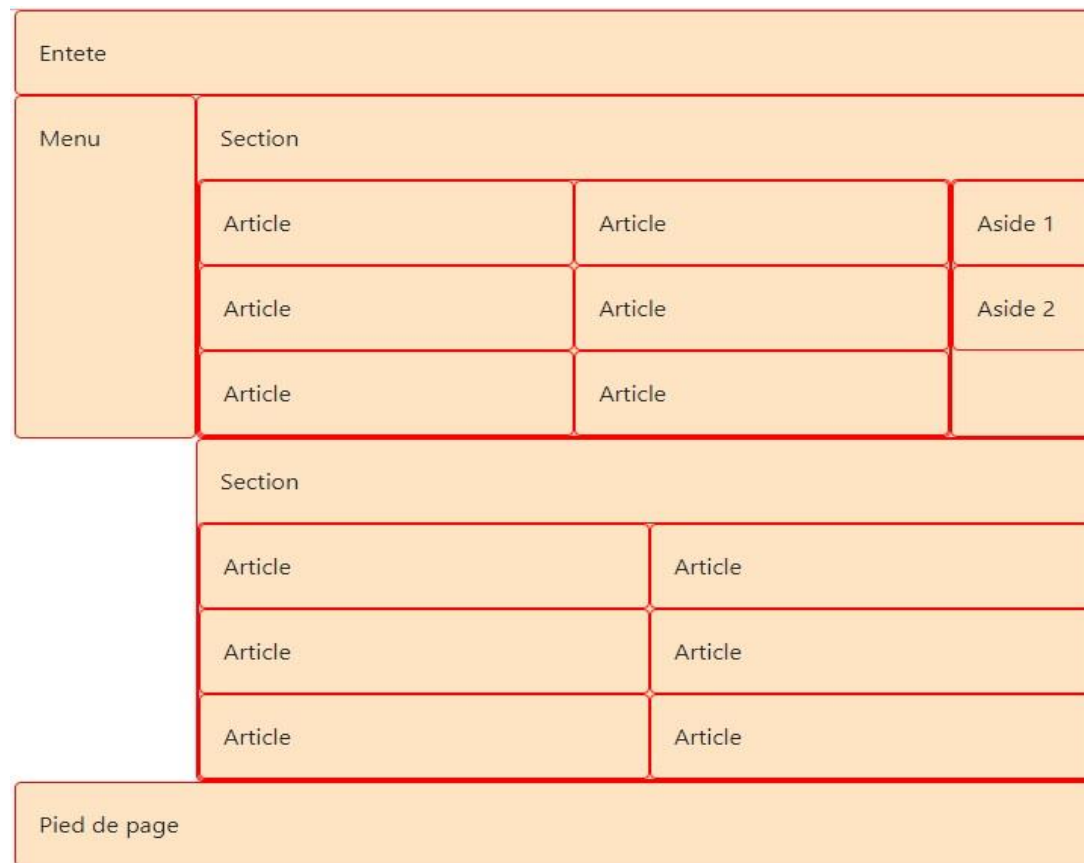 Entete
Menu
Section
Article Article Aside 1
Article Article Aside 2
Article Article
Section
Article Article
Article Article
Article Article
Pied de page